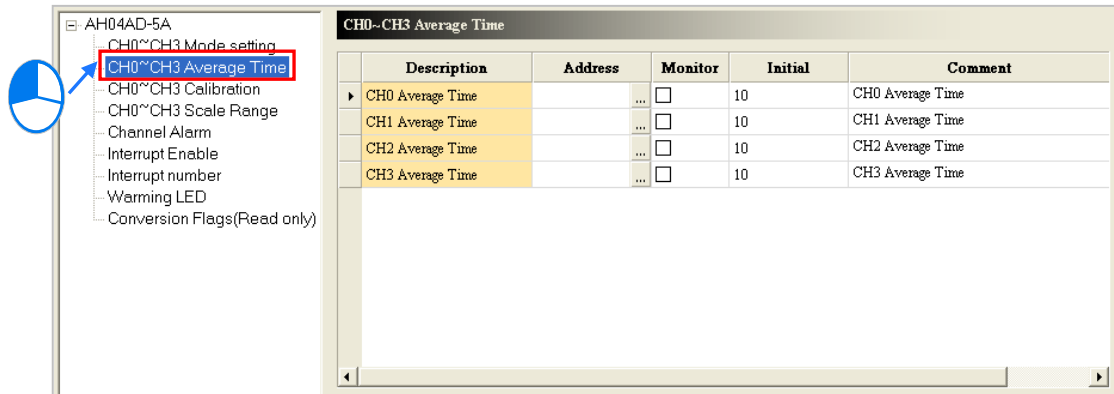 AH04AD-5A
CH0~CH3 Mode setting
CH0~CH3 Average Time
CH0~CH3 Calibration
CH0~CH3 Scale Range
Channel Alarm
Interrupt Enable
Interrupt number
Warming LED
Conversion Flags(Read only)
CH0~CH3 Average Time
Description Address Monitor Initial Comment
CH0 Average Time ... 10 CH0 Average Time
CH1 Average Time ... 10 CH1 Average Time
CH2 Average Time ... 10 CH2 Average Time
CH3 Average Time ... 10 CH3 Average Time